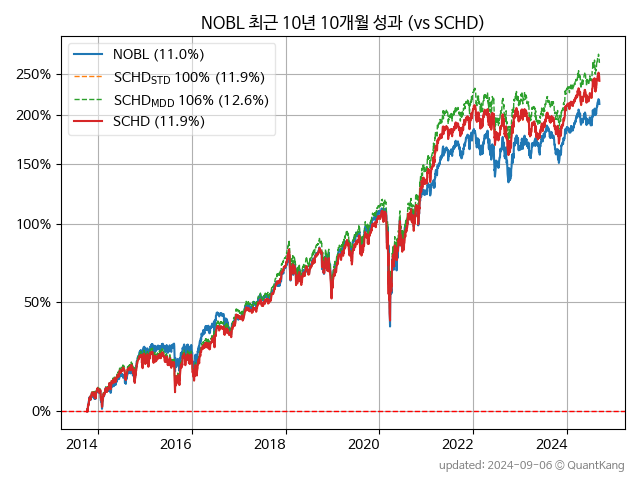 NOBL 최근 10년 10개월 성과 (vs SCHD)
NOBL (11.0%)
SCHD_STD 100% (11.9%)
SCHD_MDD 106% (12.6%)
SCHD (11.9%)
250%
200%
150%
100%
50%
0%
2014 2016 2018 2020 2022 2024
updated: 2024-09-06 © QuantKang